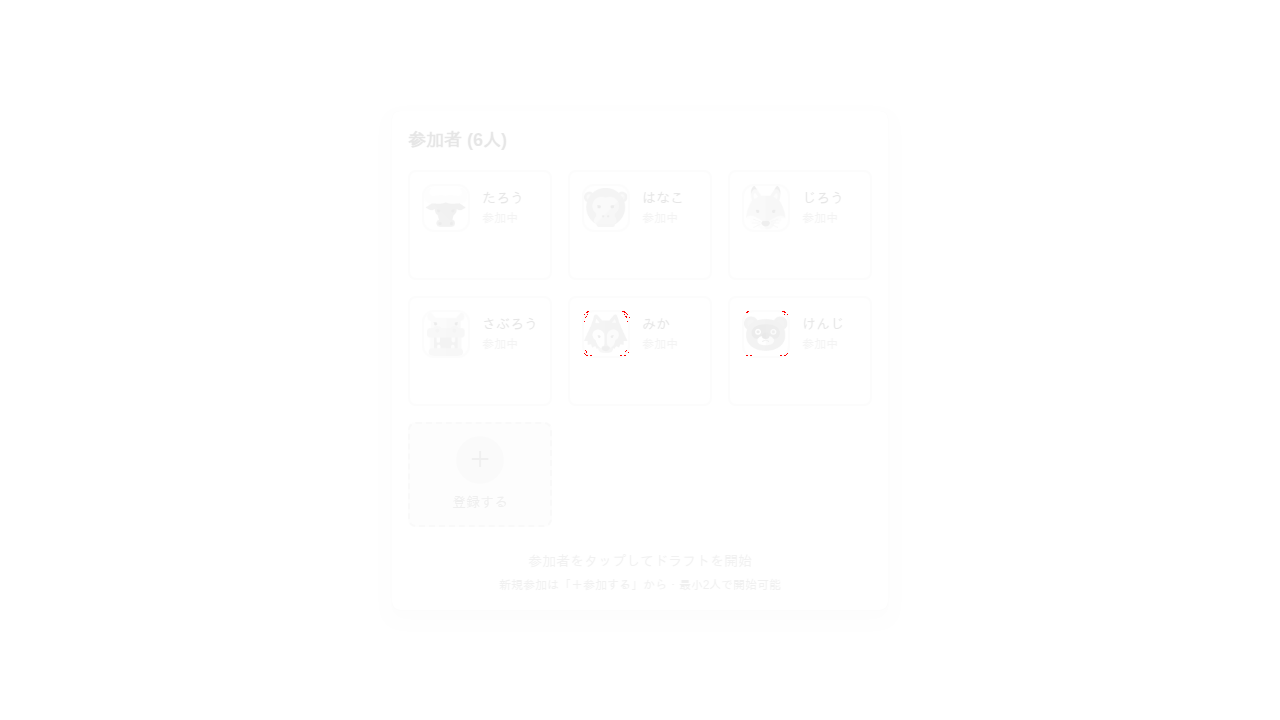 参加者 (6人)
たろう
参加中
はなこ
参加中
じろう
参加中
さぶろう
参加中
みか
参加中
けんじ
参加中
+
登録する
参加者をタップしてドラフトを開始
新規参加は「+参加する」から・最小2人で開始可能